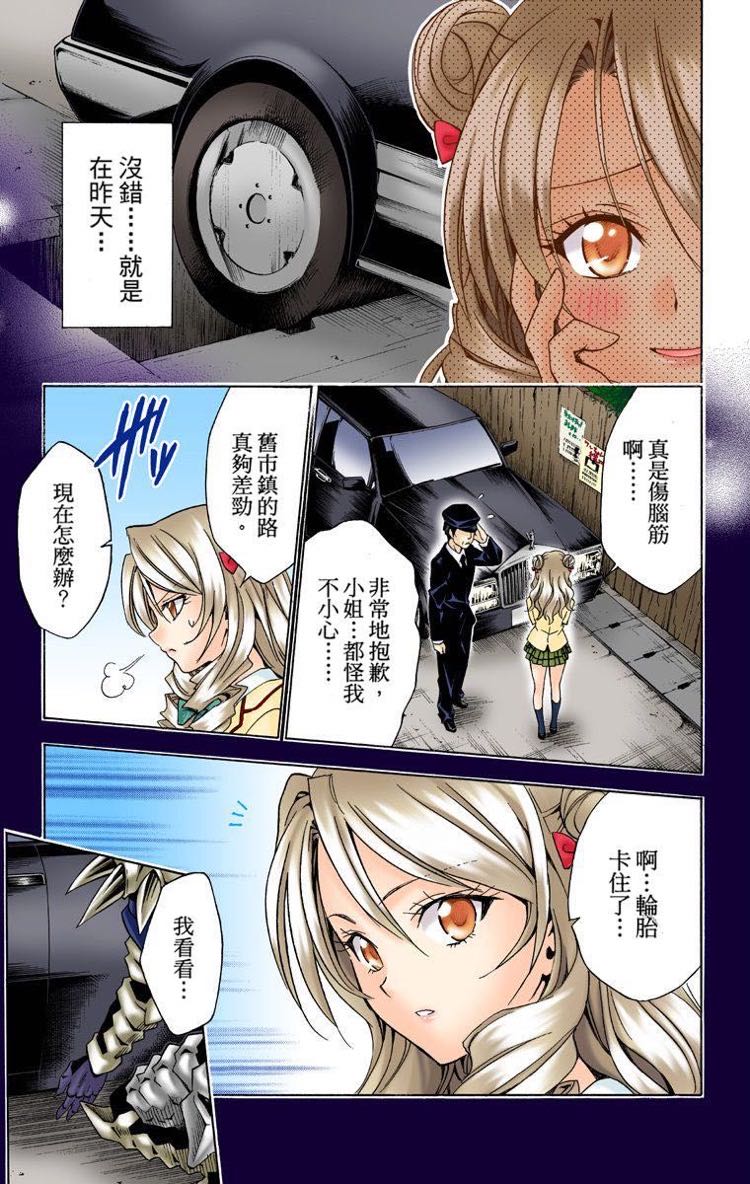 沒錯……就是
在昨天…
真是傷腦筋
啊……
非常地抱歉，
小姐…都怪我
不小心……
舊市鎮的路
真夠差勁。
現在怎麼辦？
啊…輪胎
卡住了…
我看看…